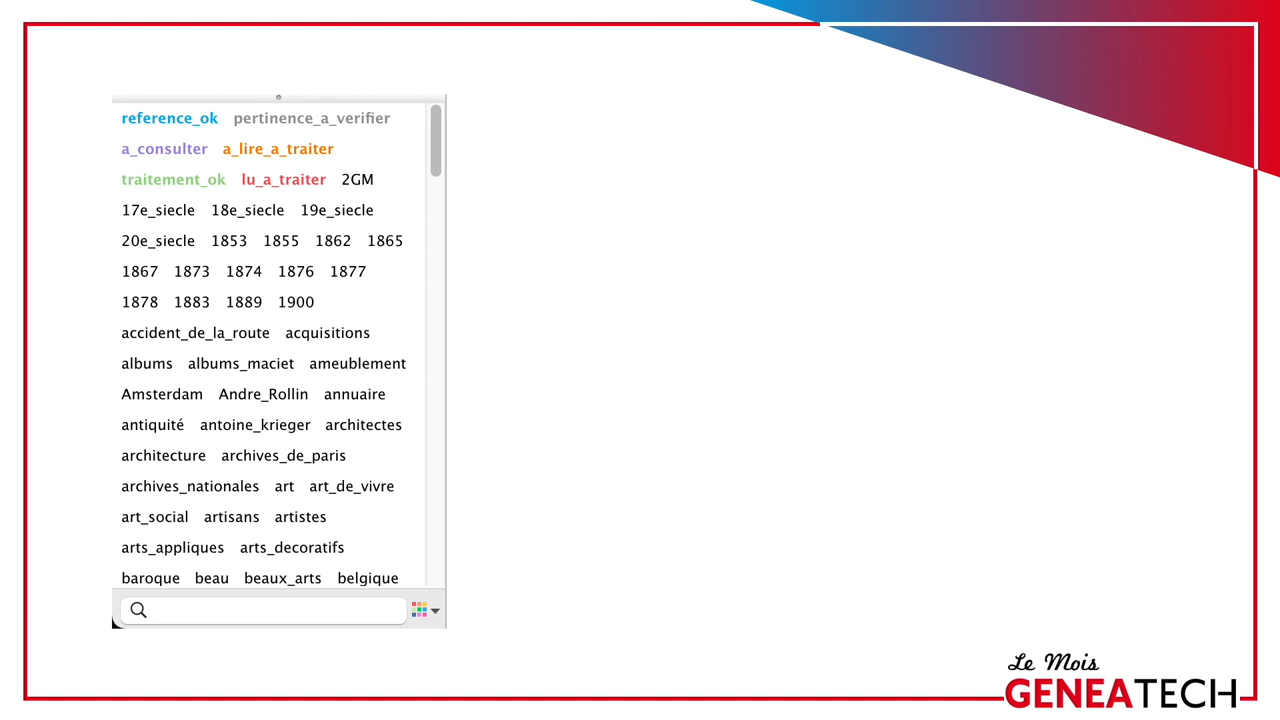 reference_ok pertinence_a_verifier
a_consulter a_lire_a_traiter
traitement_ok lu_a_traiter 2GM
17e_siecle 18e_siecle 19e_siecle
20e_siecle 1853 1855 1862 1865
1867 1873 1874 1876 1877
1878 1883 1889 1900
accident_de_la_route acquisitions
albums albums_maciet ameublement
Amsterdam Andre_Rollin annuaire
antiquité antoine_krieger architectes
architecture archives_de_paris
archives_nationales art art_de_vivre
art_social artisans artistes
arts_appliques arts_decoratifs
baroque beau beaux_arts belgique
Le Mois
GENEATECH